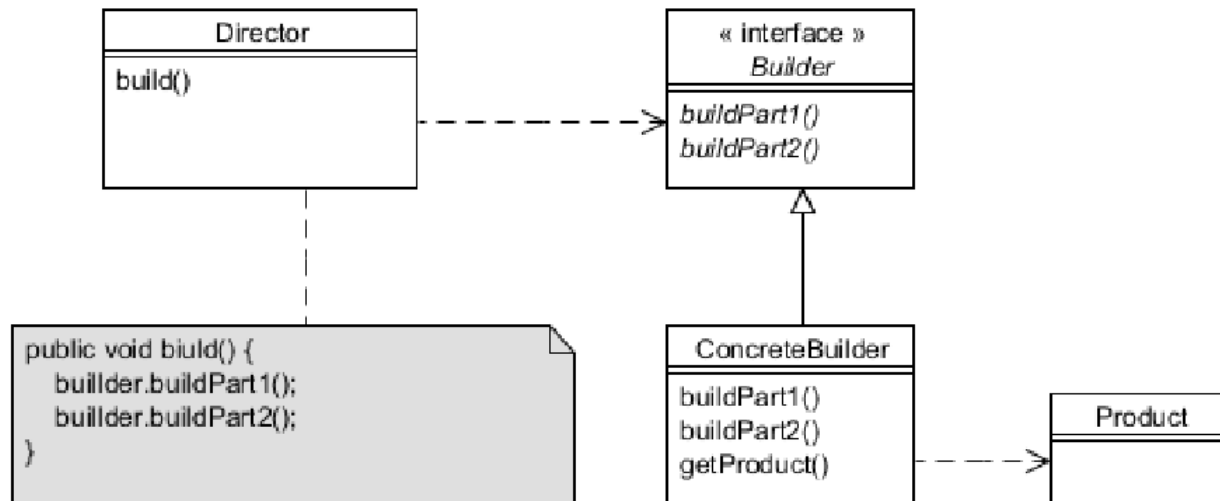 Director
build()
« interface »
Builder
buildPart1()
buildPart2()
public void biuld() {
buillder.buildPart1();
buillder.buildPart2();
}
ConcreteBuilder
buildPart1()
buildPart2()
getProduct()
Product